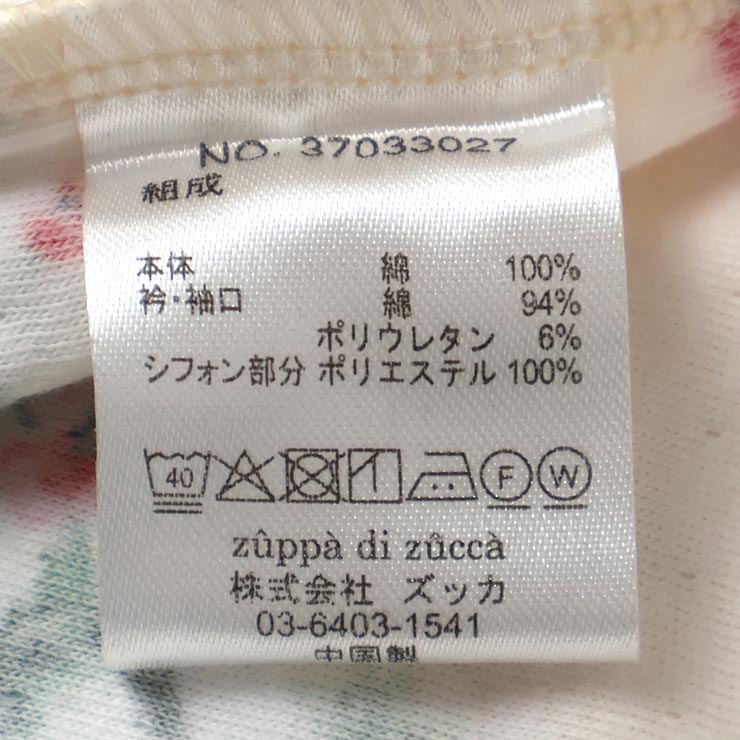 NO. 37033027
組成
本体 綿 100%
衿・袖口 綿 94%
ポリウレタン 6%
シフォン部分 ポリエステル 100%
40 F W
zûppà di zûccà
株式会社 ズッカ
03-6403-1541
中国製